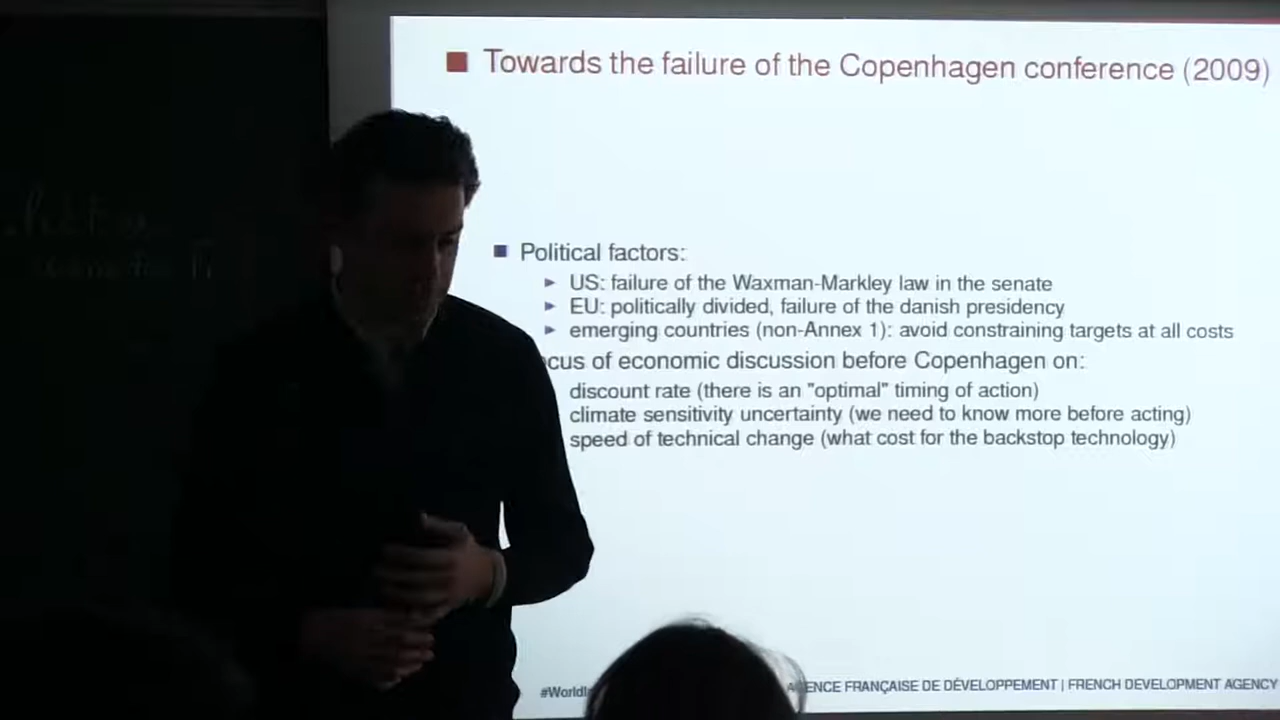 Towards the failure of the Copenhagen conference (2009)
Political factors:
US: failure of the Waxman-Markley law in the senate
EU: politically divided, failure of the danish presidency
emerging countries (non-Annex 1): avoid constraining targets at all costs
ocus of economic discussion before Copenhagen on:
discount rate (there is an "optimal" timing of action)
climate sensitivity uncertainty (we need to know more before acting)
speed of technical change (what cost for the backstop technology)
#WorldI
AGENCE FRANÇAISE DE DÉVELOPPEMENT | FRENCH DEVELOPMENT AGENCY